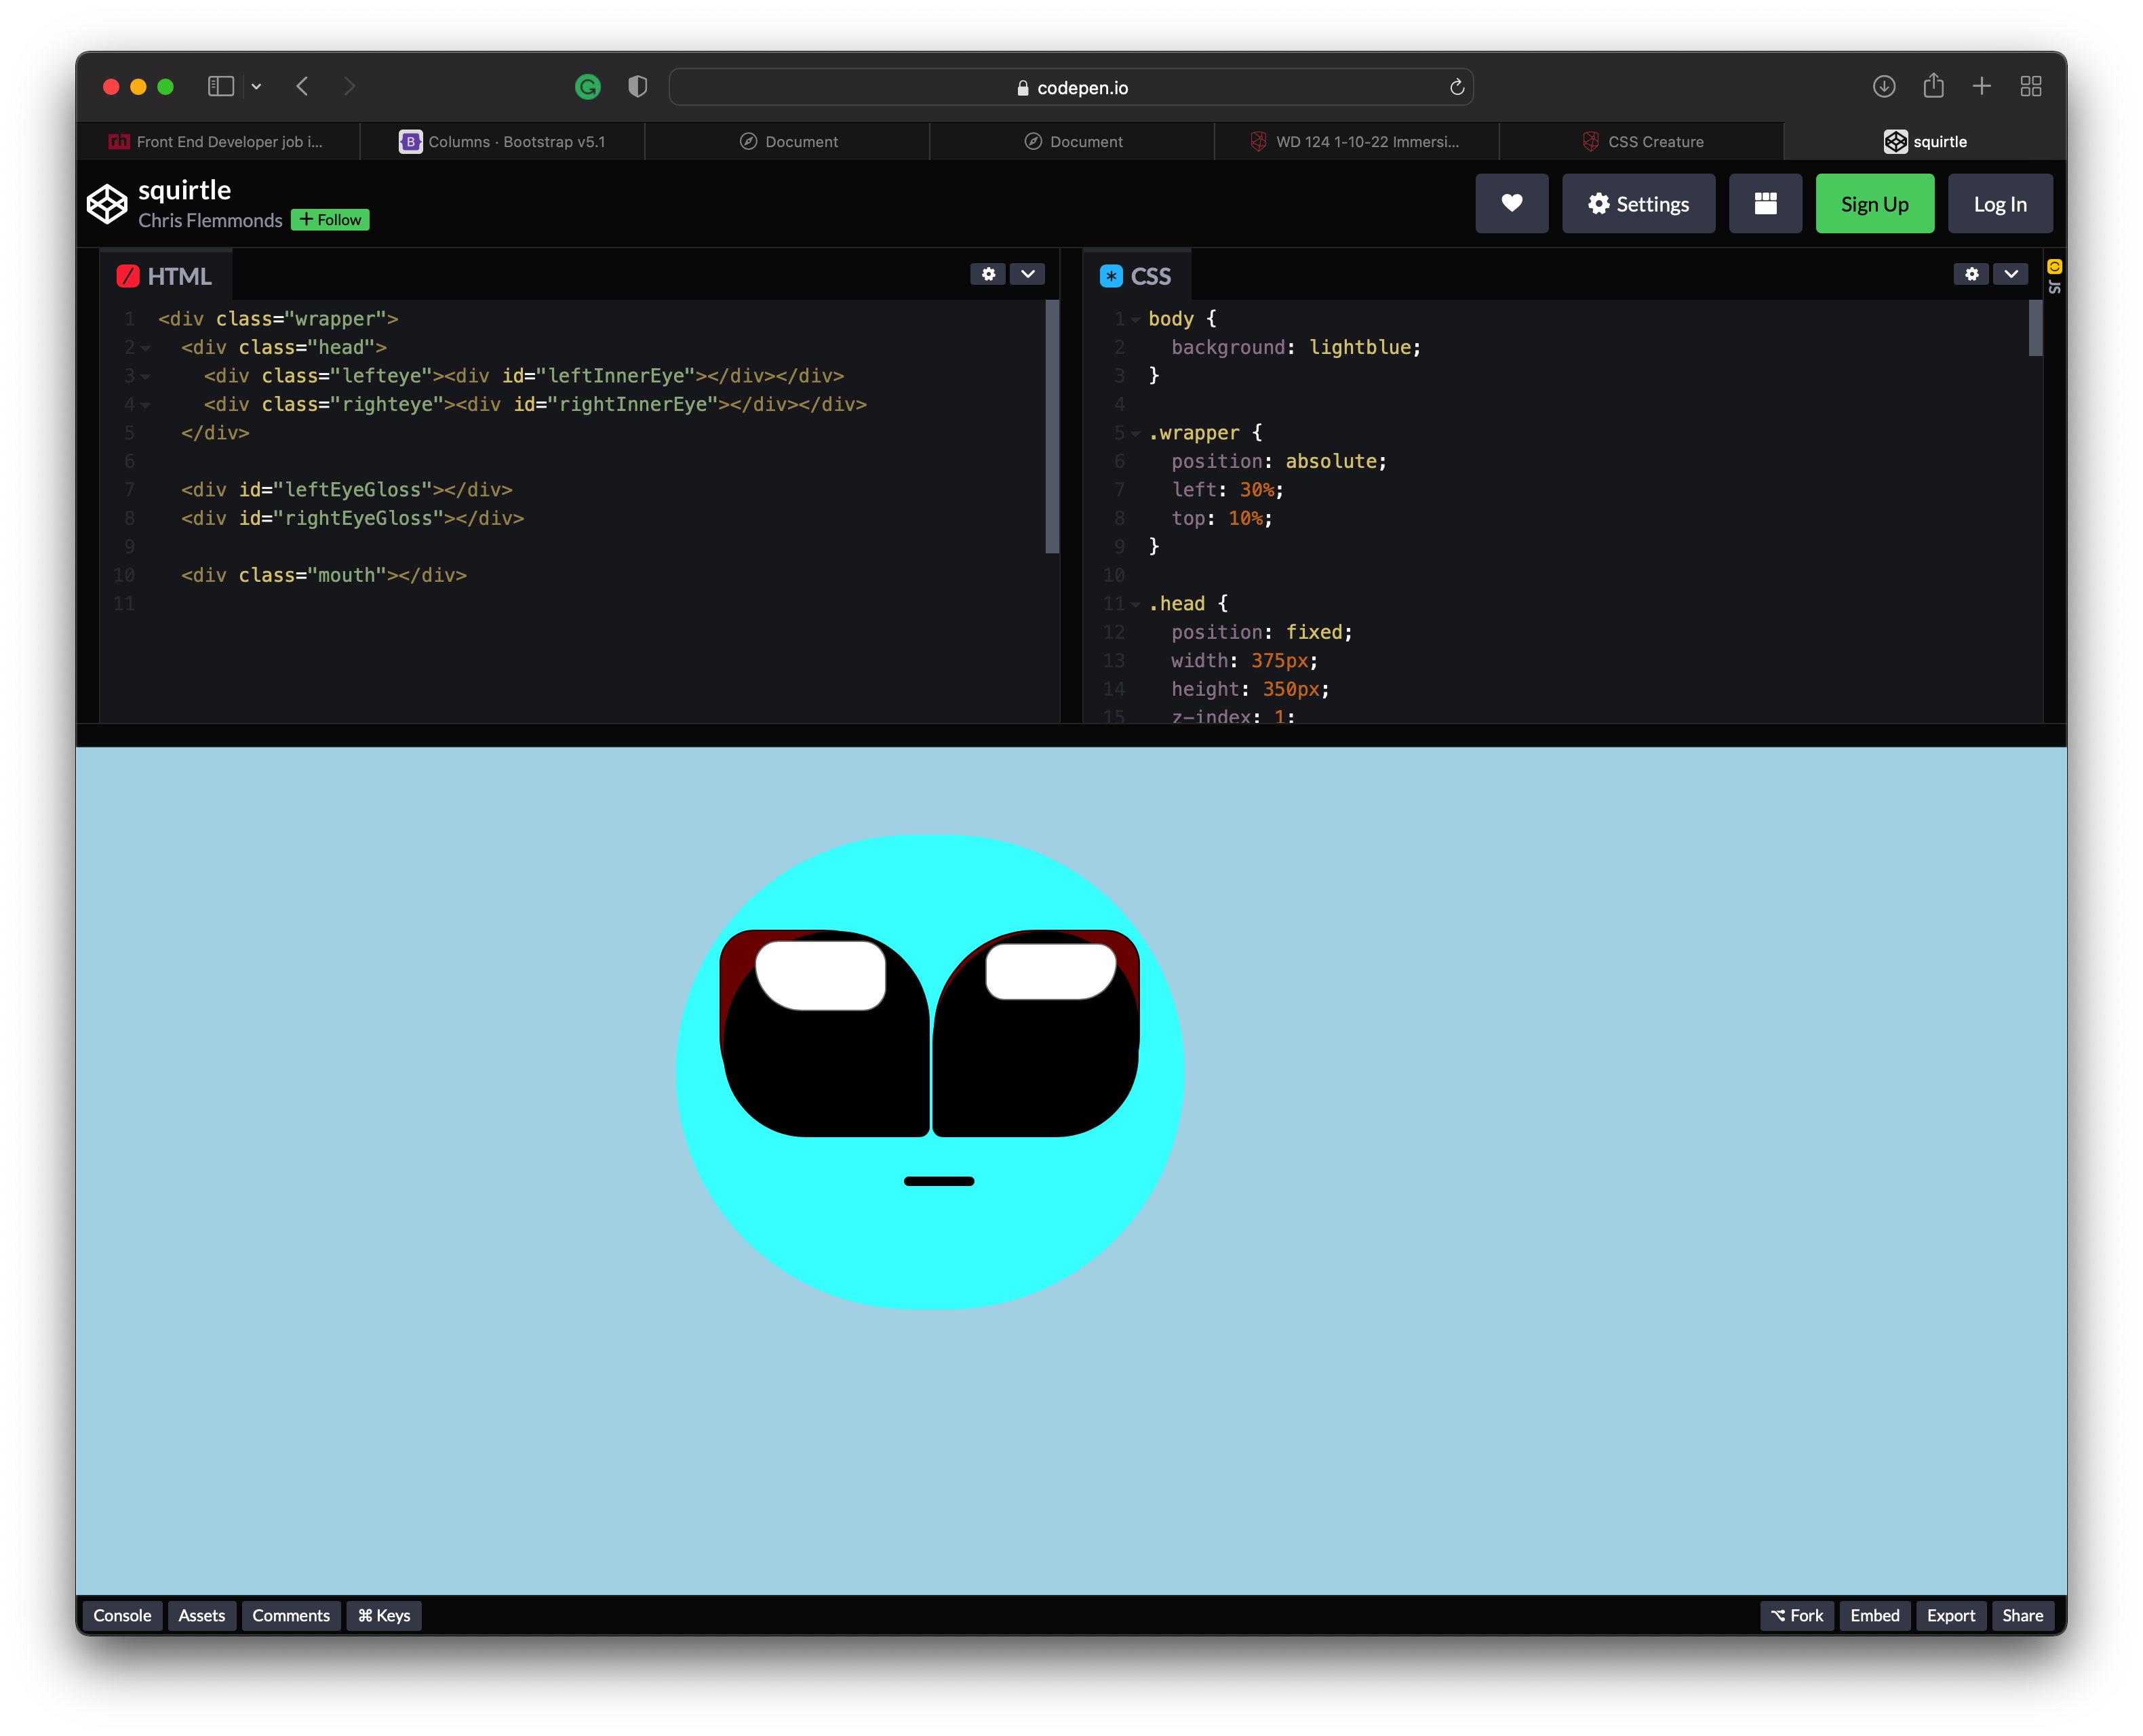 codepen.io
rh Front End Developer job i...
B Columns · Bootstrap v5.1
Document
Document
WD 124 1-10-22 Immersi...
CSS Creature
squirtle
squirtle
Chris Flemmonds + Follow
Settings
Sign Up
Log In
HTML
1 <div class="wrapper">
2 <div class="head">
3 <div class="lefteye"><div id="leftInnerEye"></div></div>
4 <div class="righteye"><div id="rightInnerEye"></div></div>
5 </div>
6
7 <div id="leftEyeGloss"></div>
8 <div id="rightEyeGloss"></div>
9
10 <div class="mouth"></div>
11
* CSS
1 body {
2 background: lightblue;
3 }
4
5 .wrapper {
6 position: absolute;
7 left: 30%;
8 top: 10%;
9 }
10
11 .head {
12 position: fixed;
13 width: 375px;
14 height: 350px;
15 z-index: 1;
JS
Console Assets Comments ⌘ Keys
Fork Embed Export Share